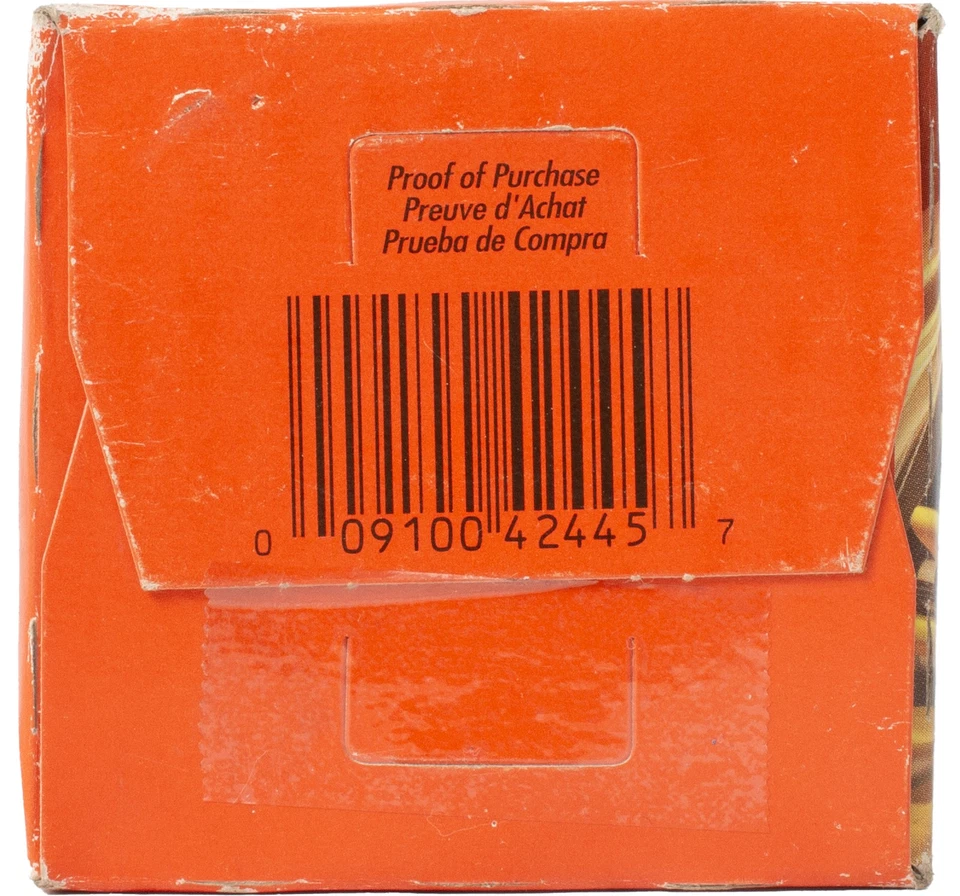 Proof of Purchase
Preuve d'Achat
Prueba de Compra
0 09100 42445 7